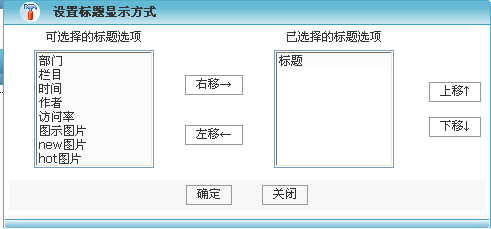 设置标题显示方式
可选择的标题选项
已选择的标题选项
部门
栏目
时间
作者
访问率
图示图片
new图片
hot图片
右移→
左移←
标题
上移↑
下移↓
确定
关闭